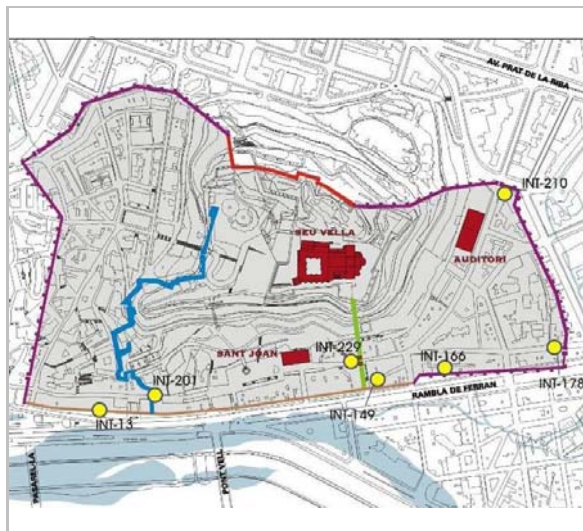 AV. PRAT DE LA RIBA
INT-210
SEU VELLA
AUDITORI
SANT JOAN
INT-229
INT-166
INT-201
INT-178
RAMBLA DE FERRAN
INT-149
INT-13